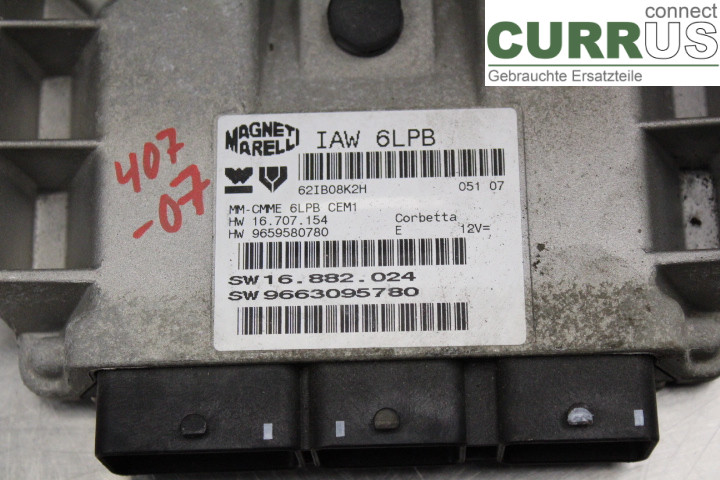 connect
CURRUS
Gebrauchte Ersatzteile
407
-07
MAGNETI
MARELLI
IAW 6LPB
62IB08K2H
051 07
MM-CMME 6LPB CEM1
HW 16.707.154
Corbetta
HW 9659580780
E
12V=
SW16.882.024
SW9663095780